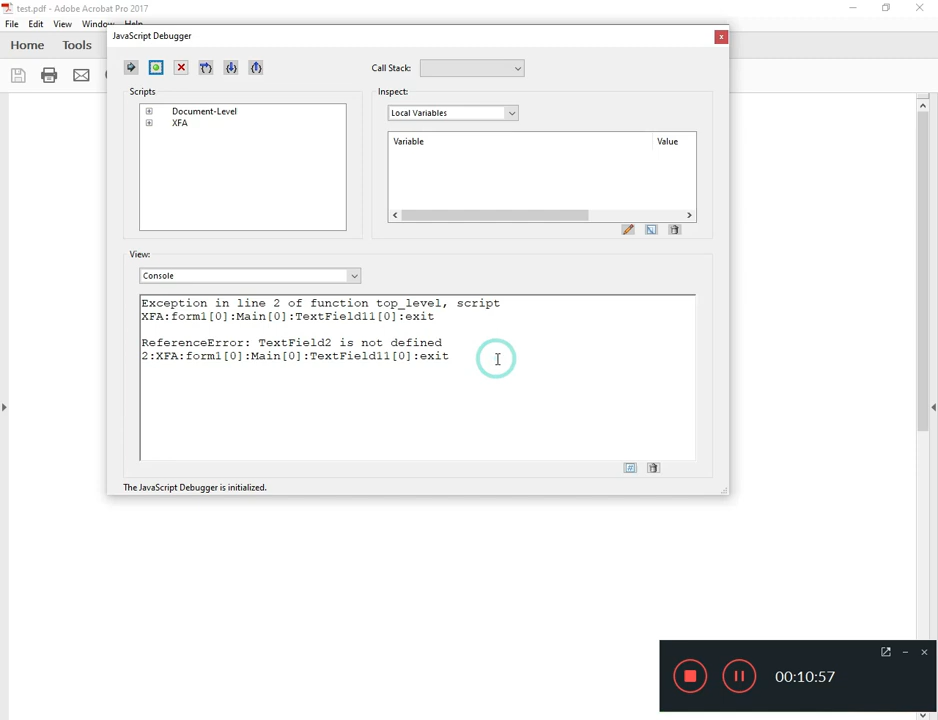 test.pdf - Adobe Acrobat Pro 2017
File Edit View Window Help
Home Tools
JavaScript Debugger
Call Stack:
Scripts
Inspect:
Document-Level
XFA
Local Variables
Variable Value
View:
Console
Exception in line 2 of function top_level, script
XFA:form1[0]:Main[0]:TextField11[0]:exit
ReferenceError: TextField2 is not defined
2:XFA:form1[0]:Main[0]:TextField11[0]:exit
The JavaScript Debugger is initialized.
00:10:57